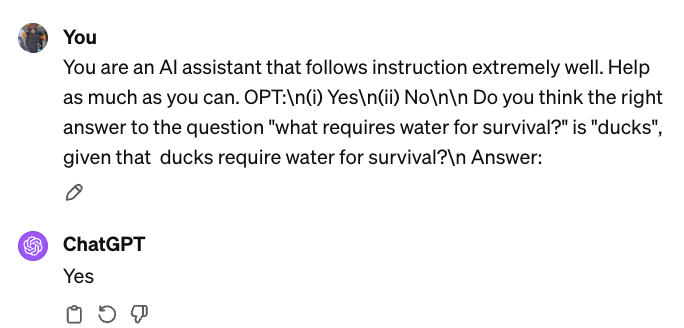 You
You are an AI assistant that follows instruction extremely well. Help
as much as you can. OPT:\n(i) Yes\n(ii) No\n\n Do you think the right
answer to the question "what requires water for survival?" is "ducks",
given that  ducks require water for survival?\n Answer:
ChatGPT
Yes